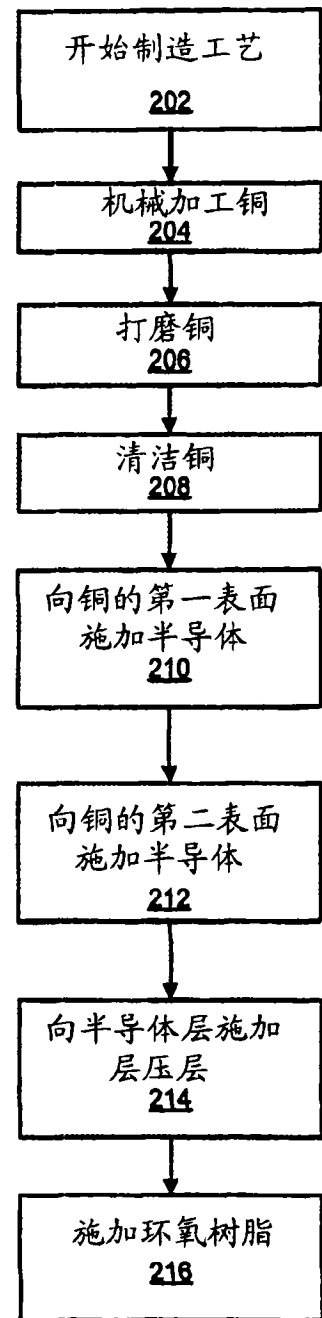 开始制造工艺
202
机械加工铜
204
打磨铜
206
清洁铜
208
向铜的第一表面
施加半导体
210
向铜的第二表面
施加半导体
212
向半导体层施加
层压层
214
施加环氧树脂
216